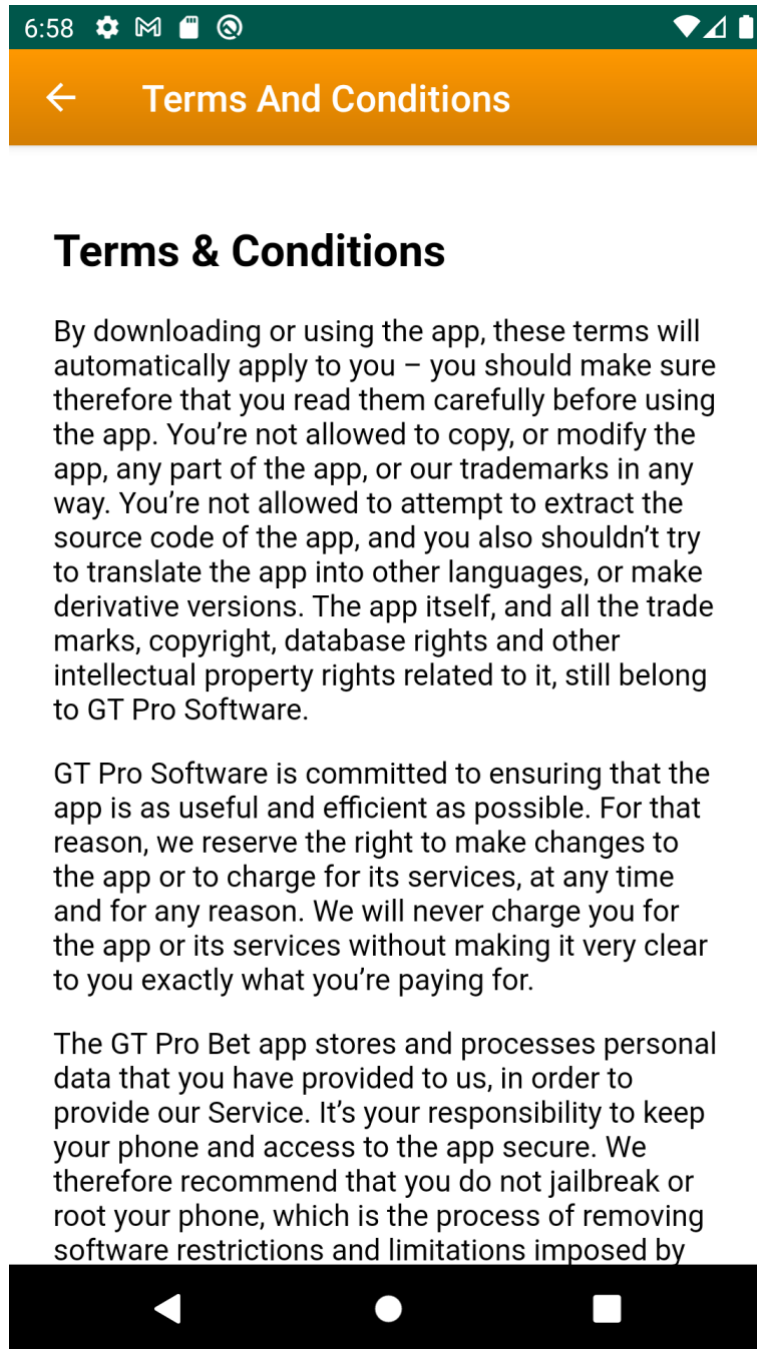 6:58
Terms And Conditions
Terms & Conditions
By downloading or using the app, these terms will
automatically apply to you – you should make sure
therefore that you read them carefully before using
the app. You’re not allowed to copy, or modify the
app, any part of the app, or our trademarks in any
way. You’re not allowed to attempt to extract the
source code of the app, and you also shouldn’t try
to translate the app into other languages, or make
derivative versions. The app itself, and all the trade
marks, copyright, database rights and other
intellectual property rights related to it, still belong
to GT Pro Software.
GT Pro Software is committed to ensuring that the
app is as useful and efficient as possible. For that
reason, we reserve the right to make changes to
the app or to charge for its services, at any time
and for any reason. We will never charge you for
the app or its services without making it very clear
to you exactly what you’re paying for.
The GT Pro Bet app stores and processes personal
data that you have provided to us, in order to
provide our Service. It’s your responsibility to keep
your phone and access to the app secure. We
therefore recommend that you do not jailbreak or
root your phone, which is the process of removing
software restrictions and limitations imposed by